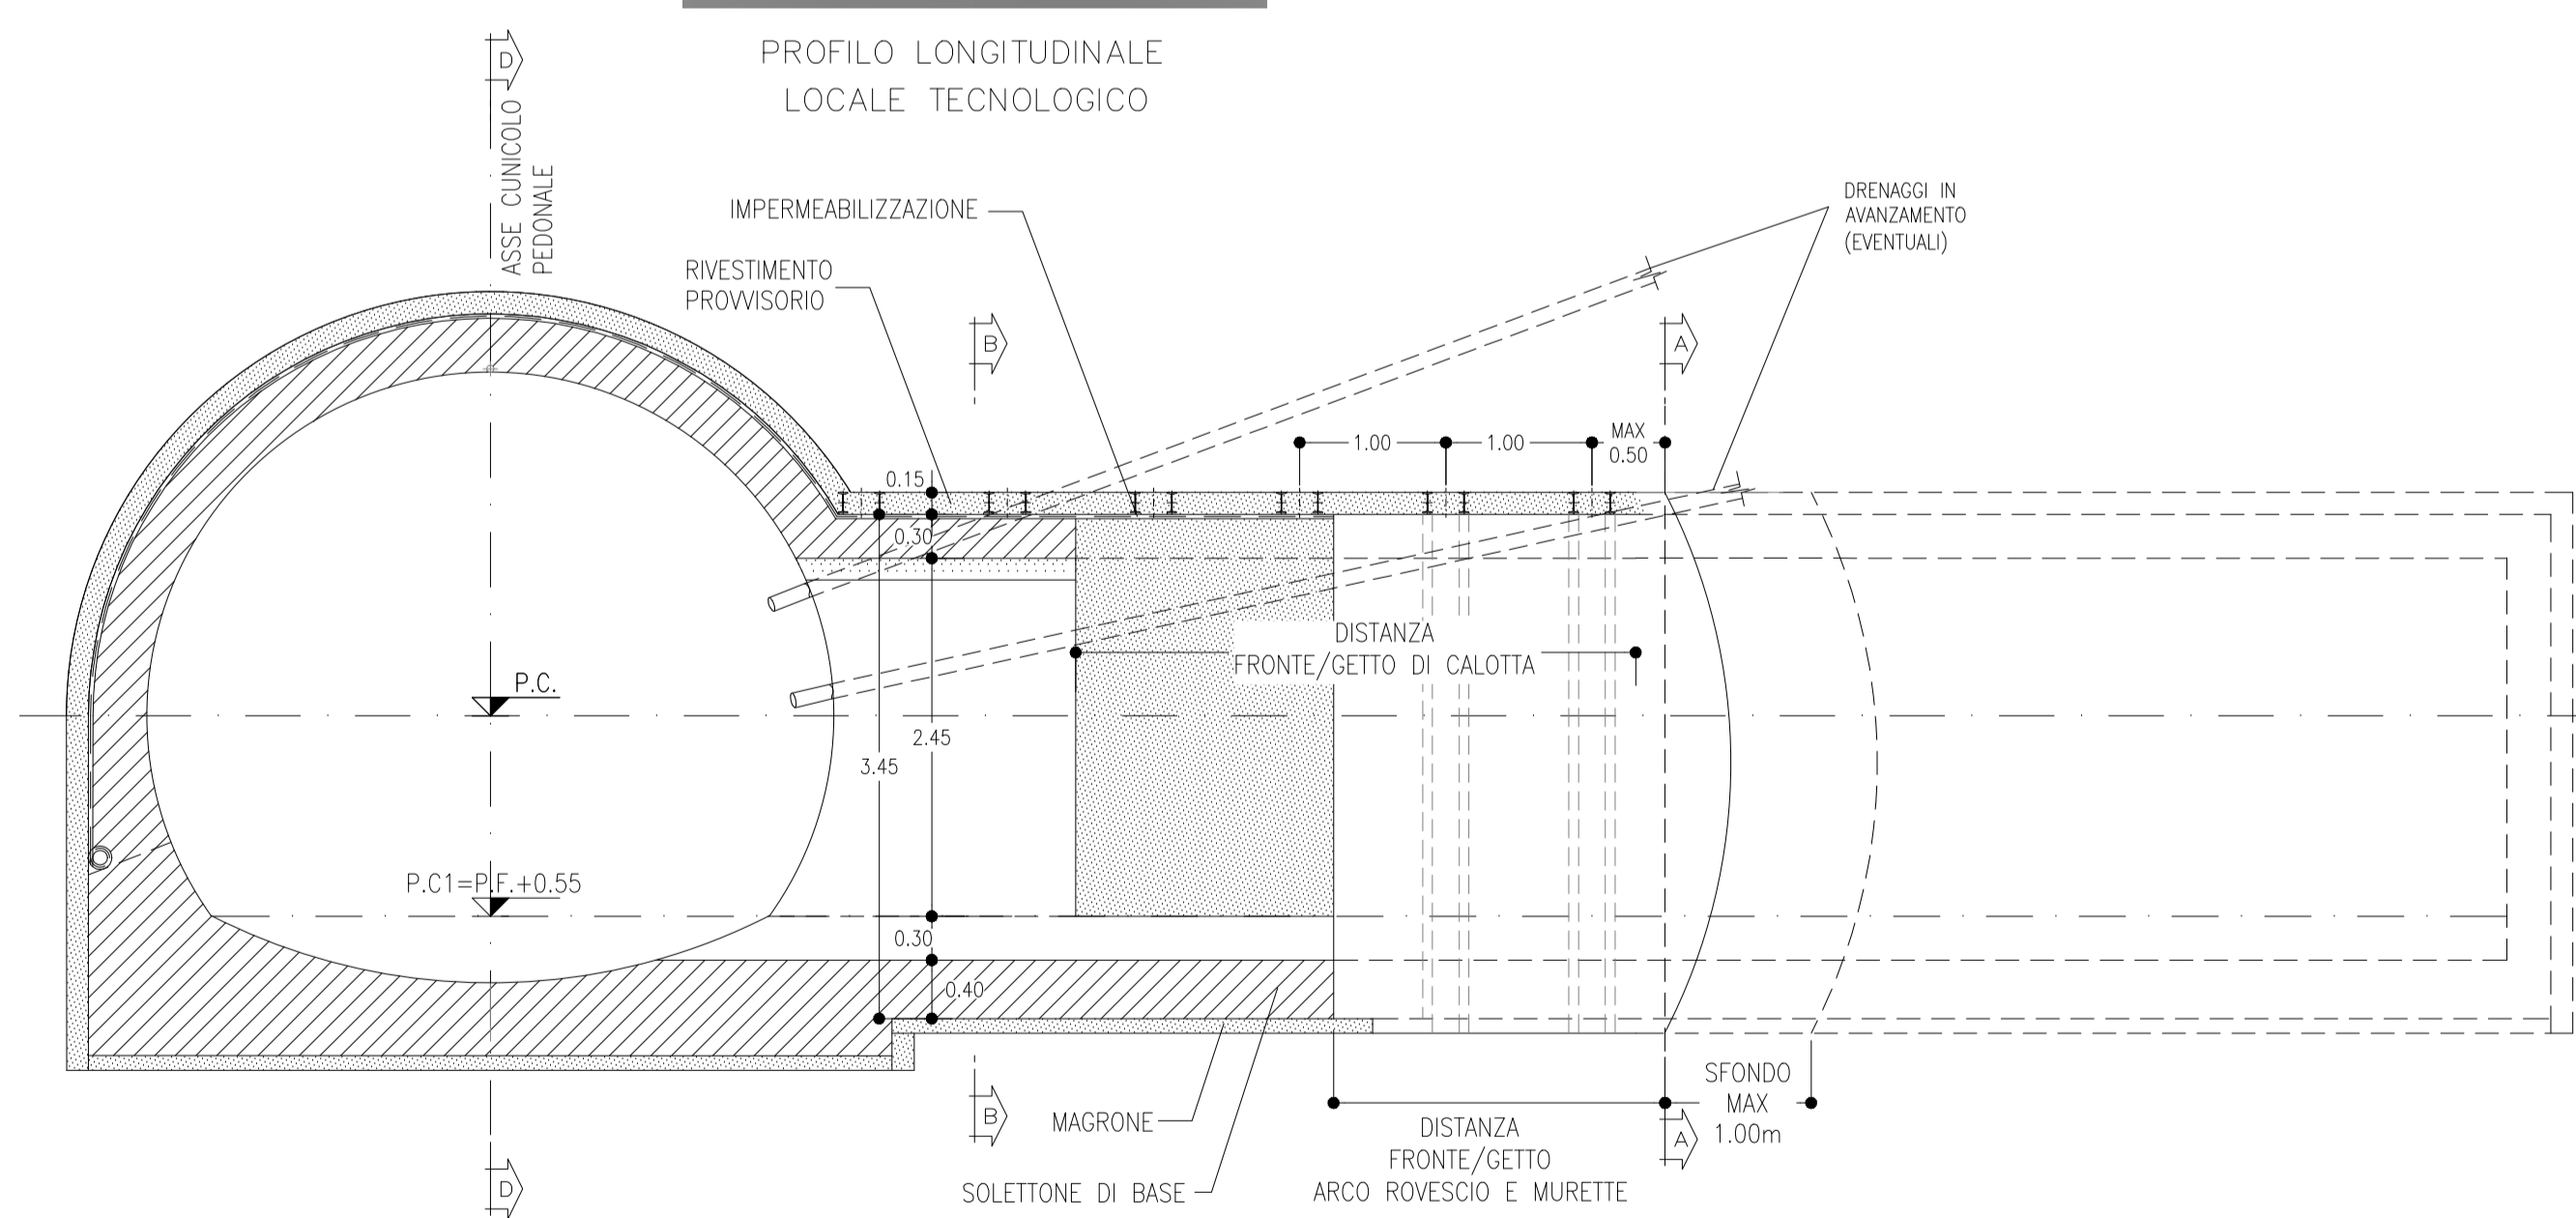 PROFILO LONGITUDINALE
LOCALE TECNOLOGICO
D
ASSE CUNICOLO
PEDONALE
IMPERMEABILIZZAZIONE
RIVESTIMENTO
PROVVISORIO
DRENAGGI IN
AVANZAMENTO
(EVENTUALI)
B
A
1.00
1.00
MAX
0.50
0.15
0.30
DISTANZA
FRONTE/GETTO DI CALOTTA
P.C.
2.45
3.45
P.C1=P.F.+0.55
0.30
0.40
SFONDO
MAX
1.00m
B
MAGRONE
A
DISTANZA
FRONTE/GETTO
ARCO ROVESCIO E MURETTE
SOLETTONE DI BASE
D